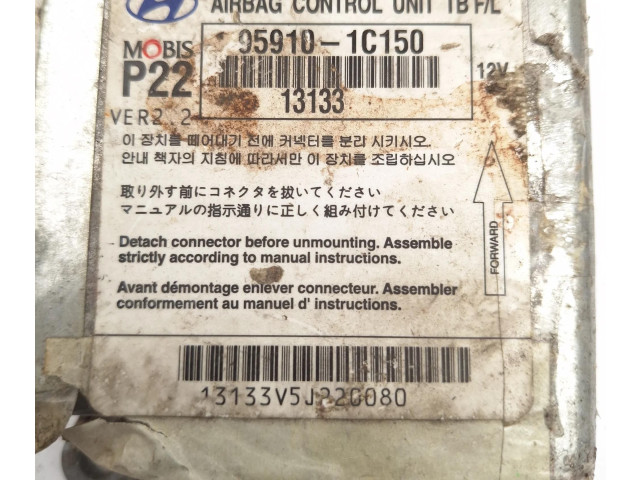 AIRBAG CONTROL UNIT TB F/L
MOBIS
95910-1C150
P22
12V
13133
VER2.2
이 장치를 떼어내기 전에 커넥터를 분리 시키시오.
안내 책자의 지침에 따라서만 이 장치를 조립하십시오
取り外す前にコネクタを抜いてください
マニュアルの指示通りに正しく組み付けてください
FORWARD
Detach connector before unmounting. Assemble
strictly according to manual instructions.
Avant démontage enlever connecteur. Assembler
conformement au manuel d' instructions.